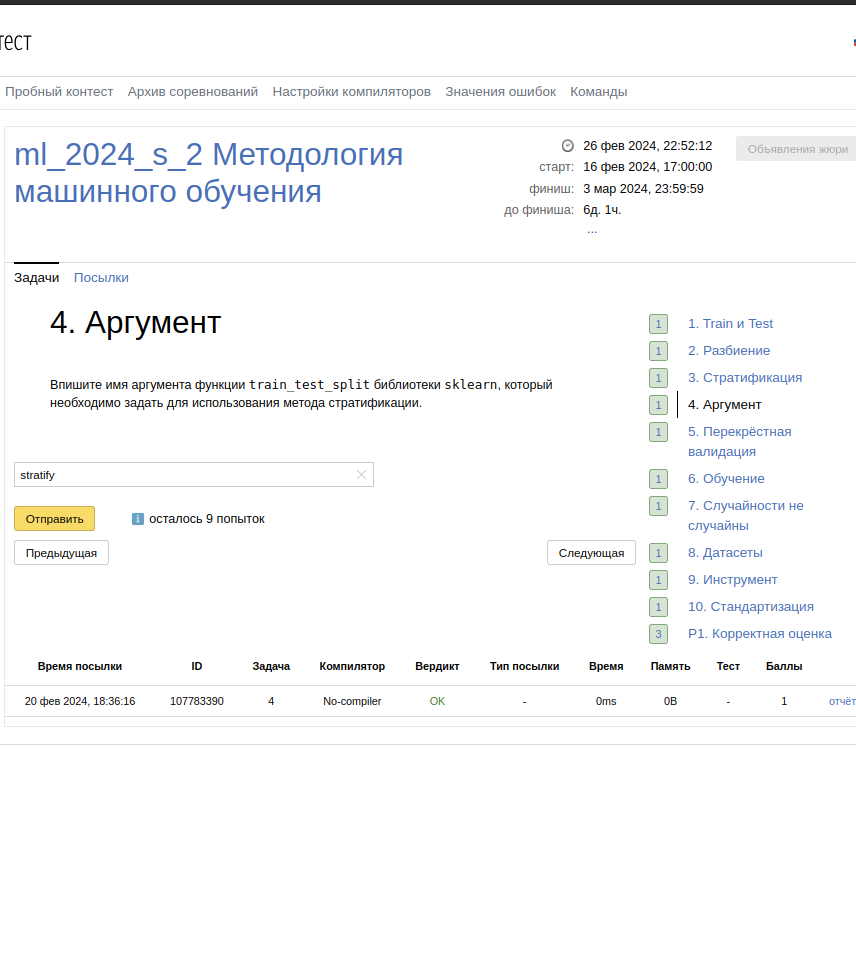 тест
Пробный контест Архив соревнований Настройки компиляторов Значения ошибок Команды
ml_2024_s_2 Методология
машинного обучения
26 фев 2024, 22:52:12
старт: 16 фев 2024, 17:00:00
финиш: 3 мар 2024, 23:59:59
до финиша: 6д. 1ч.
...
Объявления жюри
Задачи Посылки
4. Аргумент
Впишите имя аргумента функции train_test_split библиотеки sklearn, который
необходимо задать для использования метода стратификации.
stratify
Отправить осталось 9 попыток
Предыдущая Следующая
1 1. Train и Test
1 2. Разбиение
1 3. Стратификация
1 4. Аргумент
1 5. Перекрёстная
валидация
1 6. Обучение
1 7. Случайности не
случайны
1 8. Датасеты
1 9. Инструмент
1 10. Стандартизация
3 P1. Корректная оценка
Время посылки ID Задача Компилятор Вердикт Тип посылки Время Память Тест Баллы
20 фев 2024, 18:36:16 107783390 4 No-compiler OK - 0ms 0B - 1 отчёт